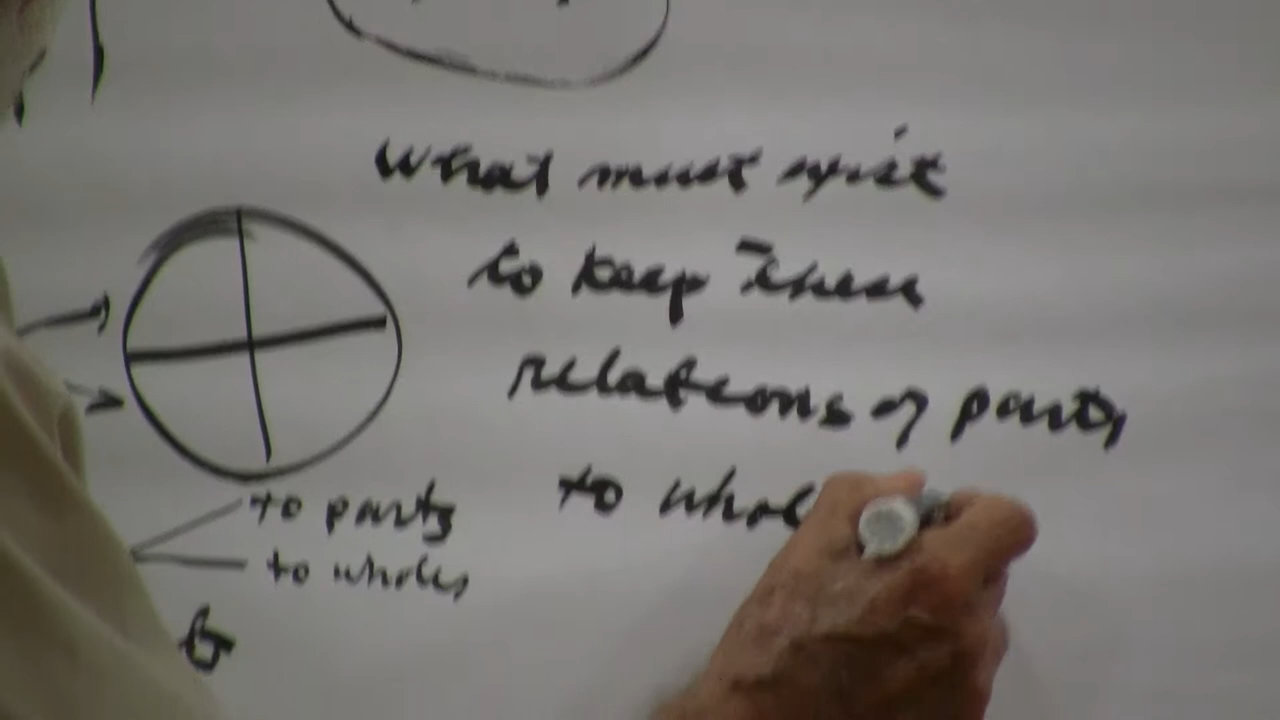 What must exist
to keep these
relations of parts
to whol
to parts
to wholes